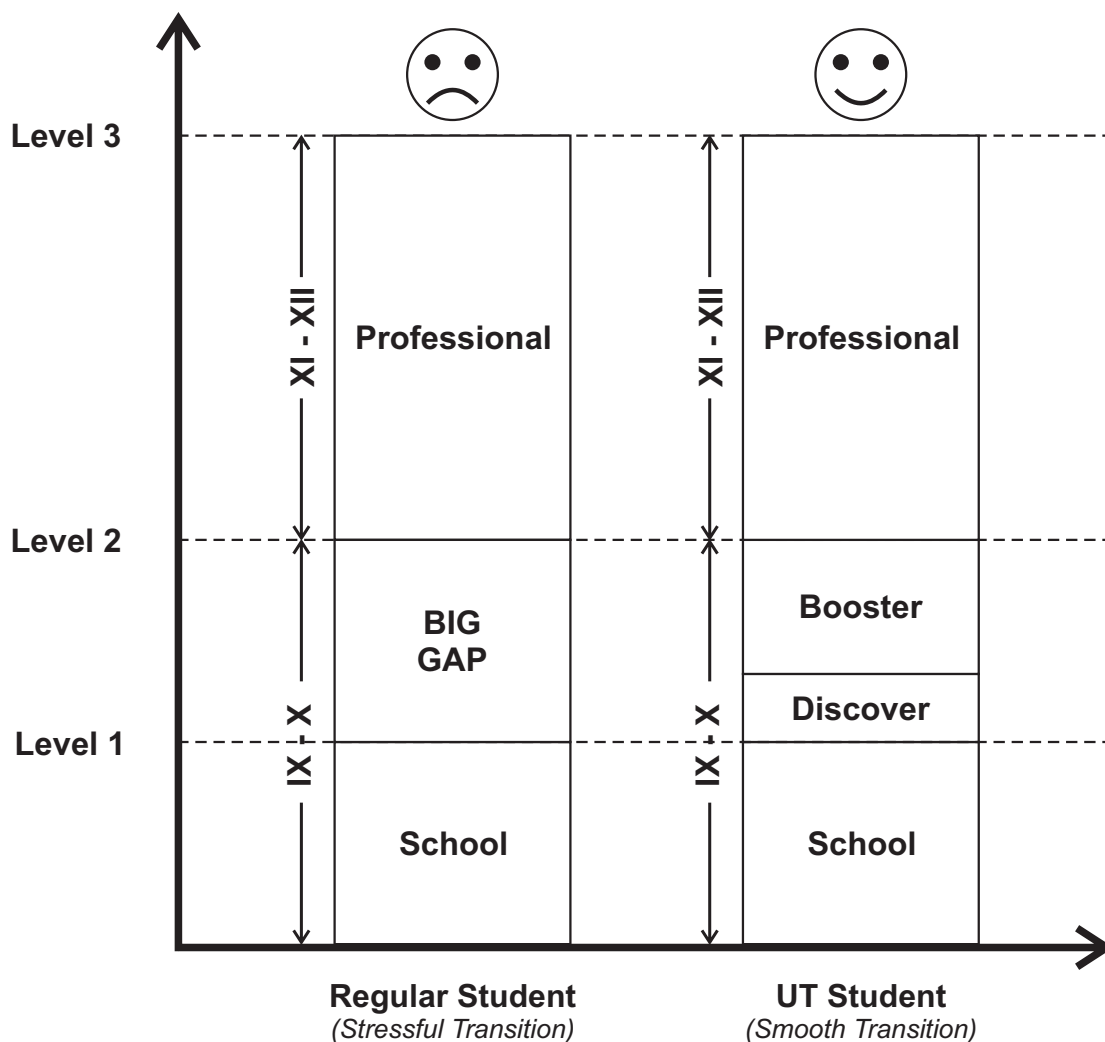 Level 3
XI - XII
Professional
XI - XII
Professional
Level 2
BIG
GAP
Booster
Discover
Level 1
IX - X
IX - X
School
School
Regular Student
(Stressful Transition)
UT Student
(Smooth Transition)